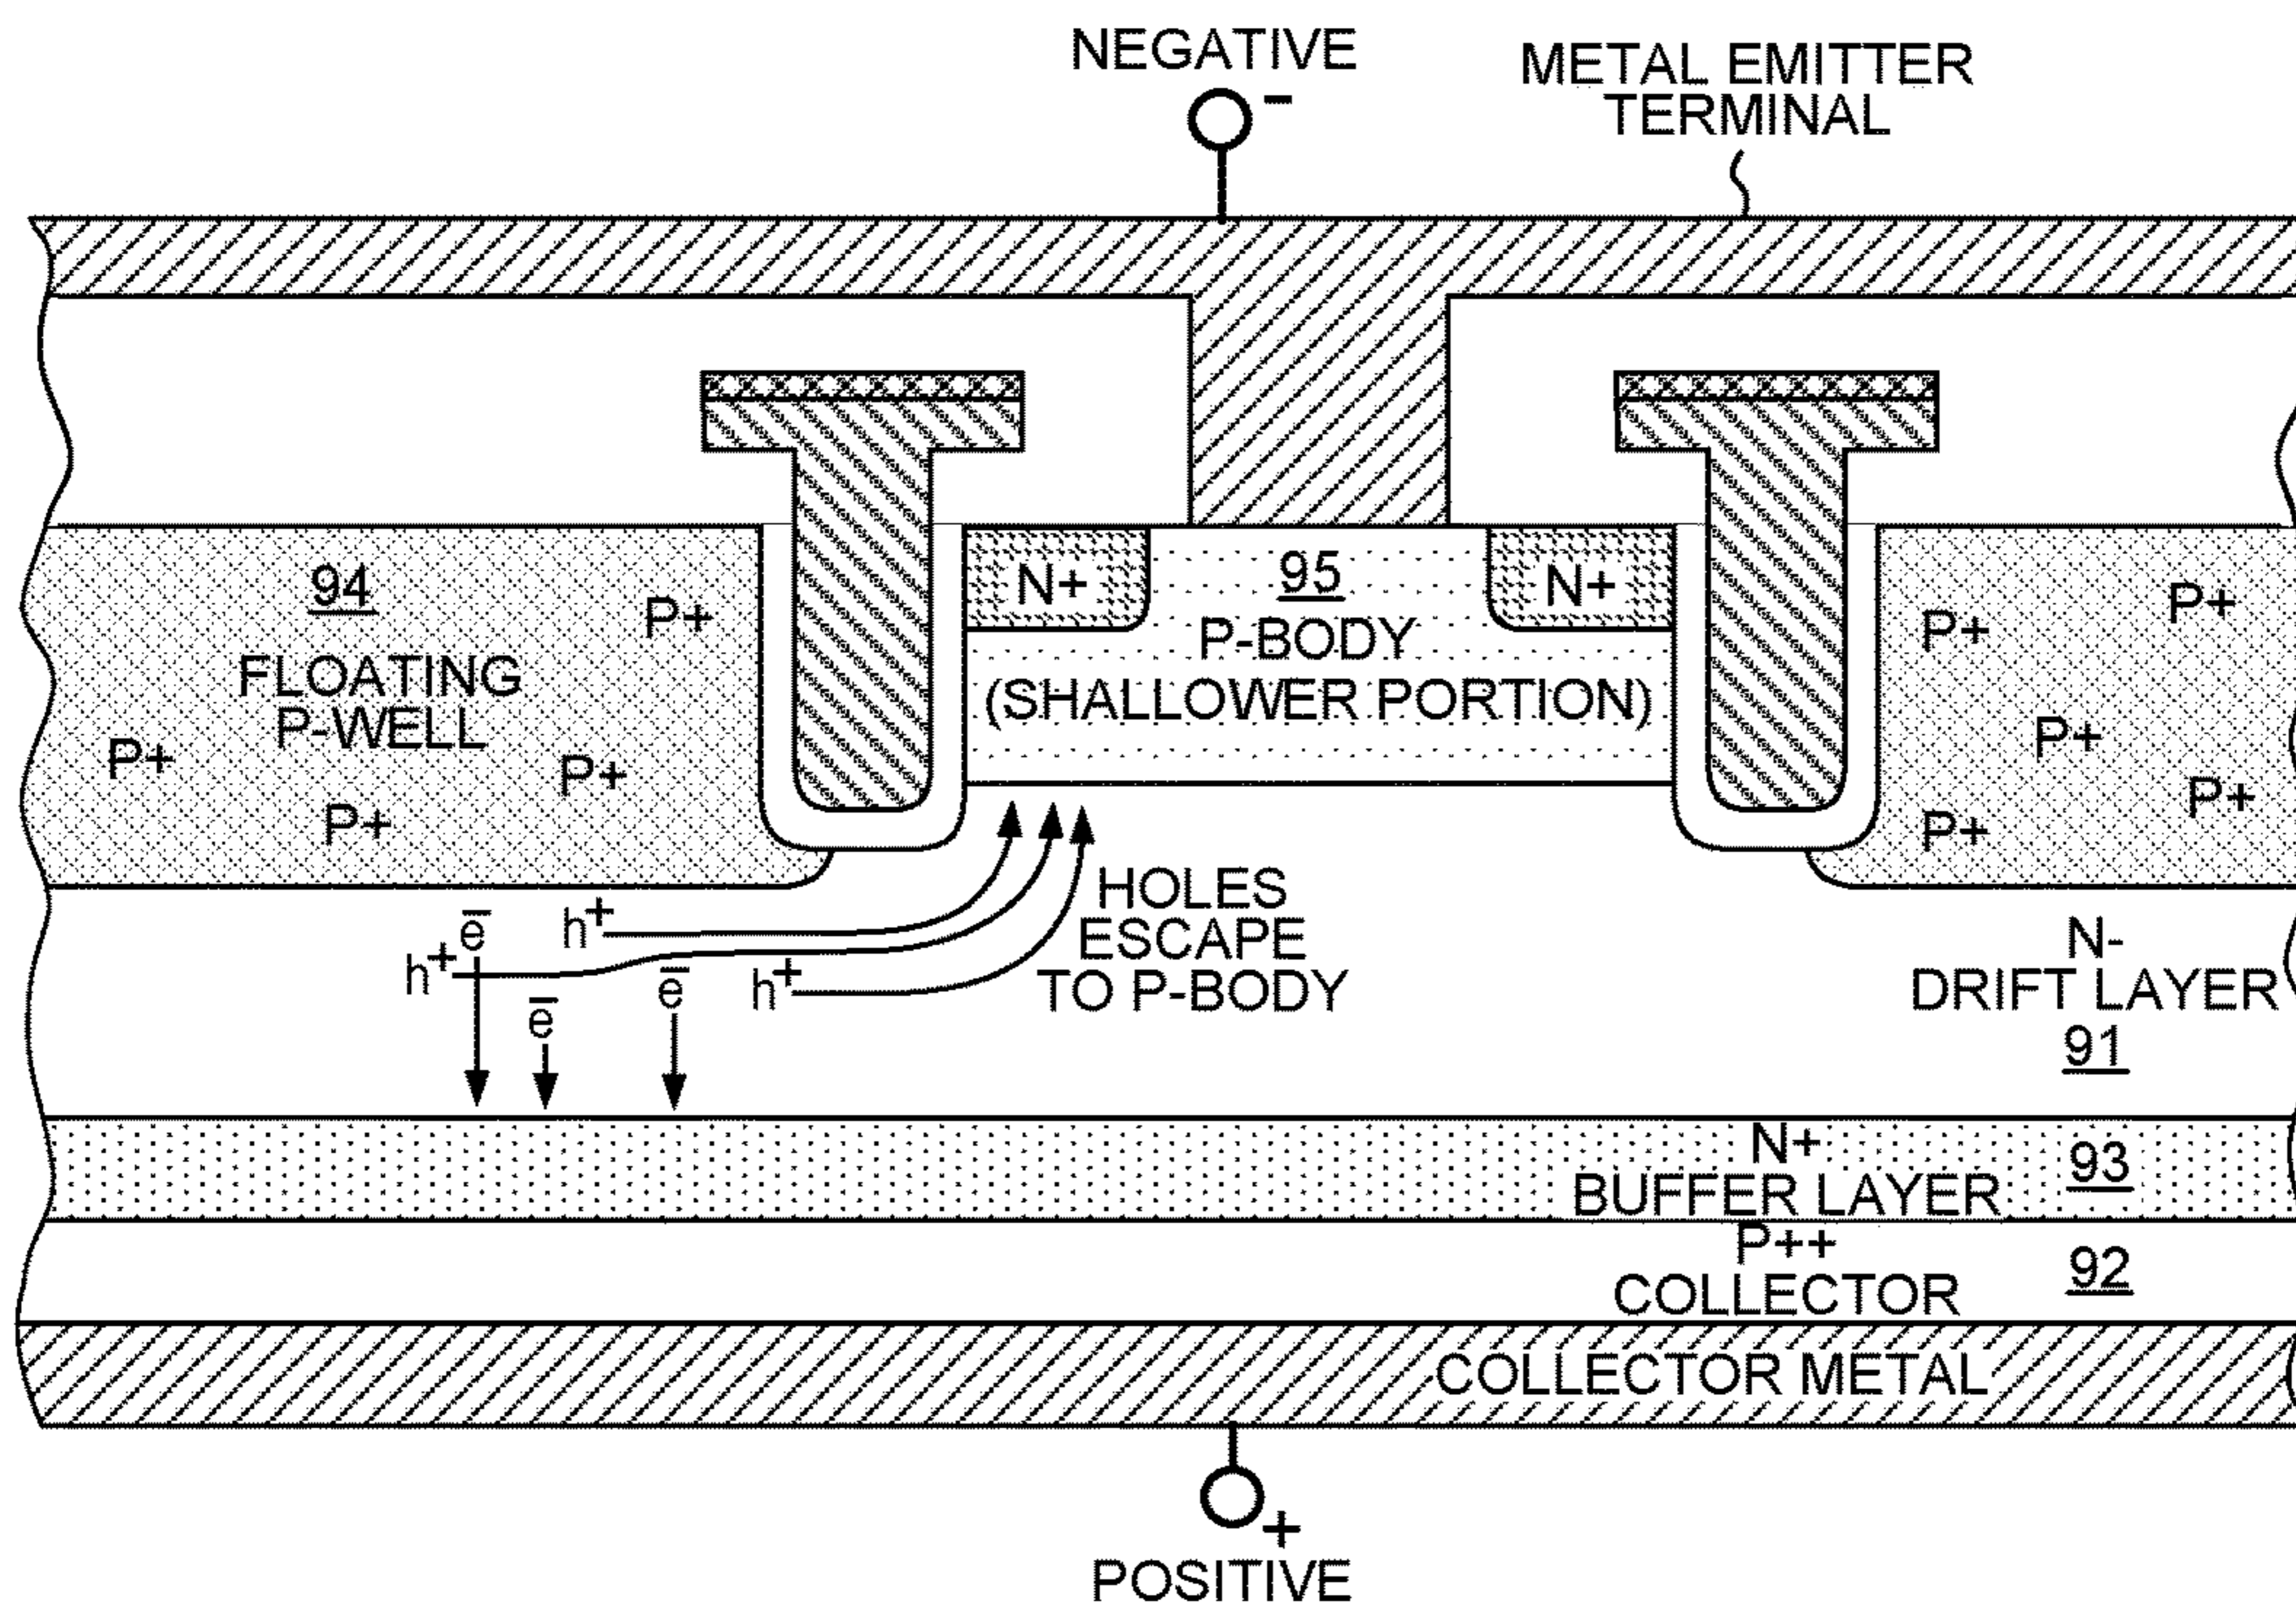 NEGATIVE
-
METAL EMITTER
TERMINAL
94
FLOATING
P-WELL
P+
P+
P+
P+
N+
95
P-BODY
(SHALLOWER PORTION)
N+
P+
P+
P+
P+
P+
h+
e-
h+
e-
e-
h+
HOLES
ESCAPE
TO P-BODY
N-
DRIFT LAYER
91
N+
BUFFER LAYER
93
P++
COLLECTOR
92
COLLECTOR METAL
+
POSITIVE